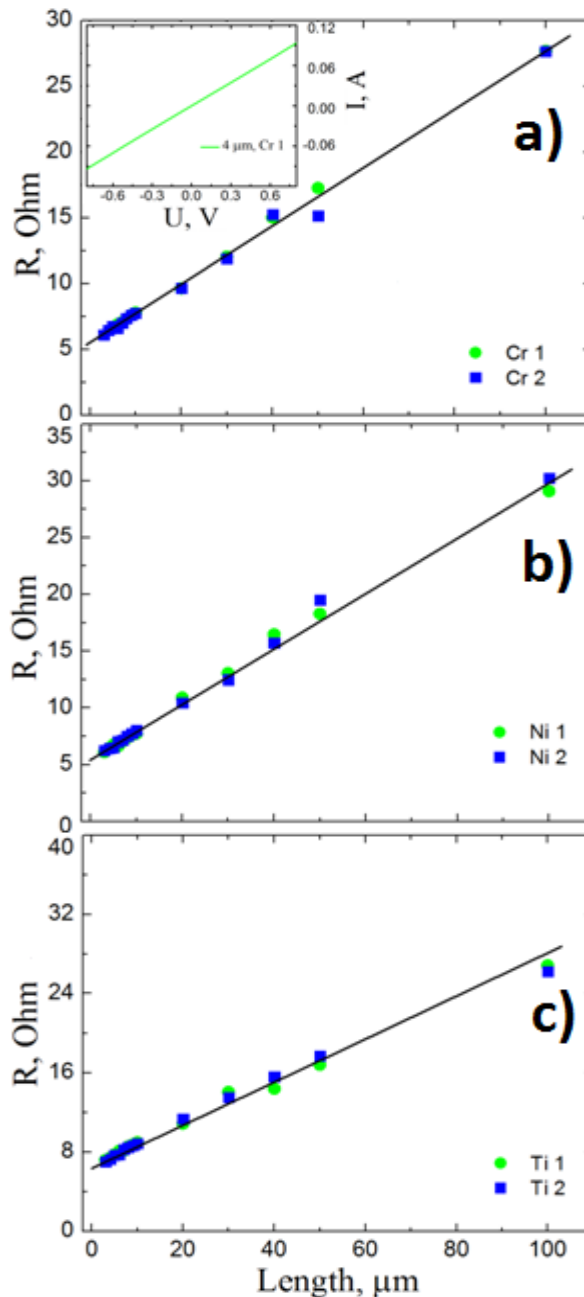 30
25
20
15
10
5
0
R, Ohm
0.12
0.06
0.00
-0.06
I, A
4 μm, Cr 1
-0.6 -0.3 0.0 0.3 0.6
U, V
a)
Cr 1
Cr 2
35
30
25
20
15
10
5
0
R, Ohm
b)
Ni 1
Ni 2
40
32
24
16
8
0
R, Ohm
c)
Ti 1
Ti 2
0 20 40 60 80 100
Length, μm